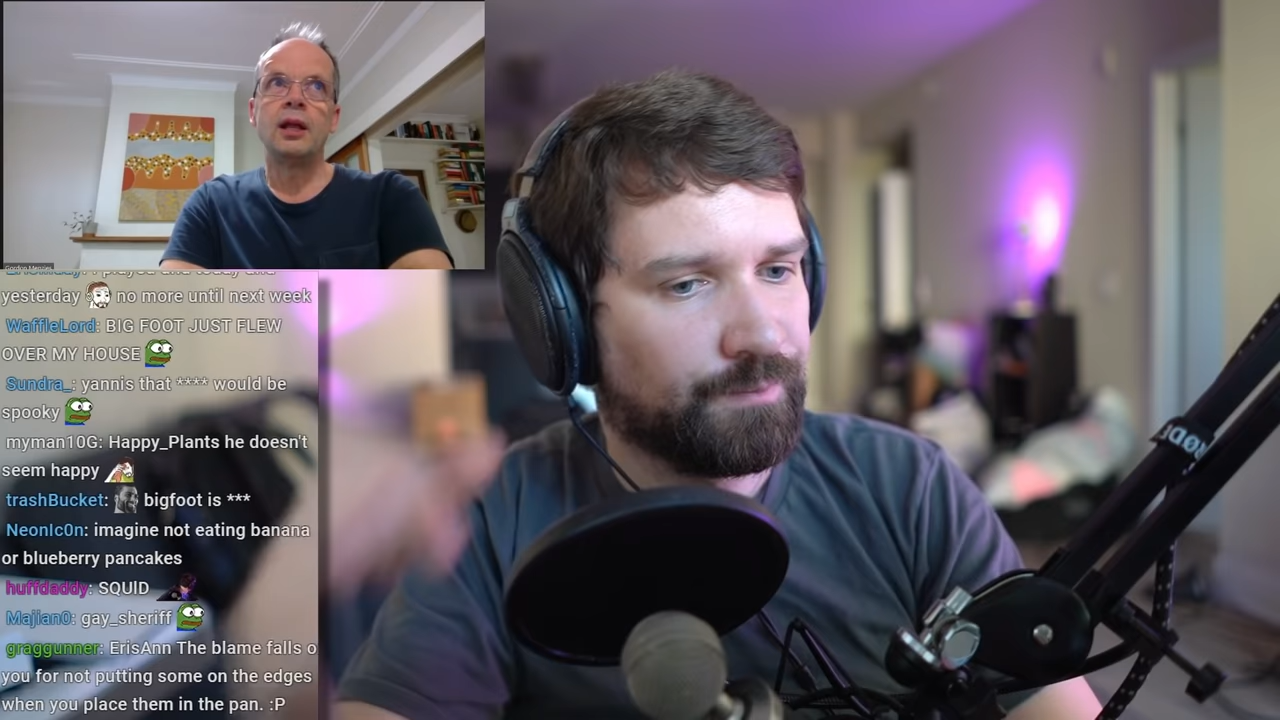 Gordon Menzies
yesterday no more until next week
WaffleLord: BIG FOOT JUST FLEW
OVER MY HOUSE
Sundra_: yannis that **** would be
spooky
myman10G: Happy_Plants he doesn't
seem happy
trashBucket: bigfoot is ***
NeonIc0n: imagine not eating banana
or blueberry pancakes
huffdaddy: SQUID
Majian0: gay_sheriff
graggunner: ErisAnn The blame falls o
you for not putting some on the edges
when you place them in the pan. :P
RØDE